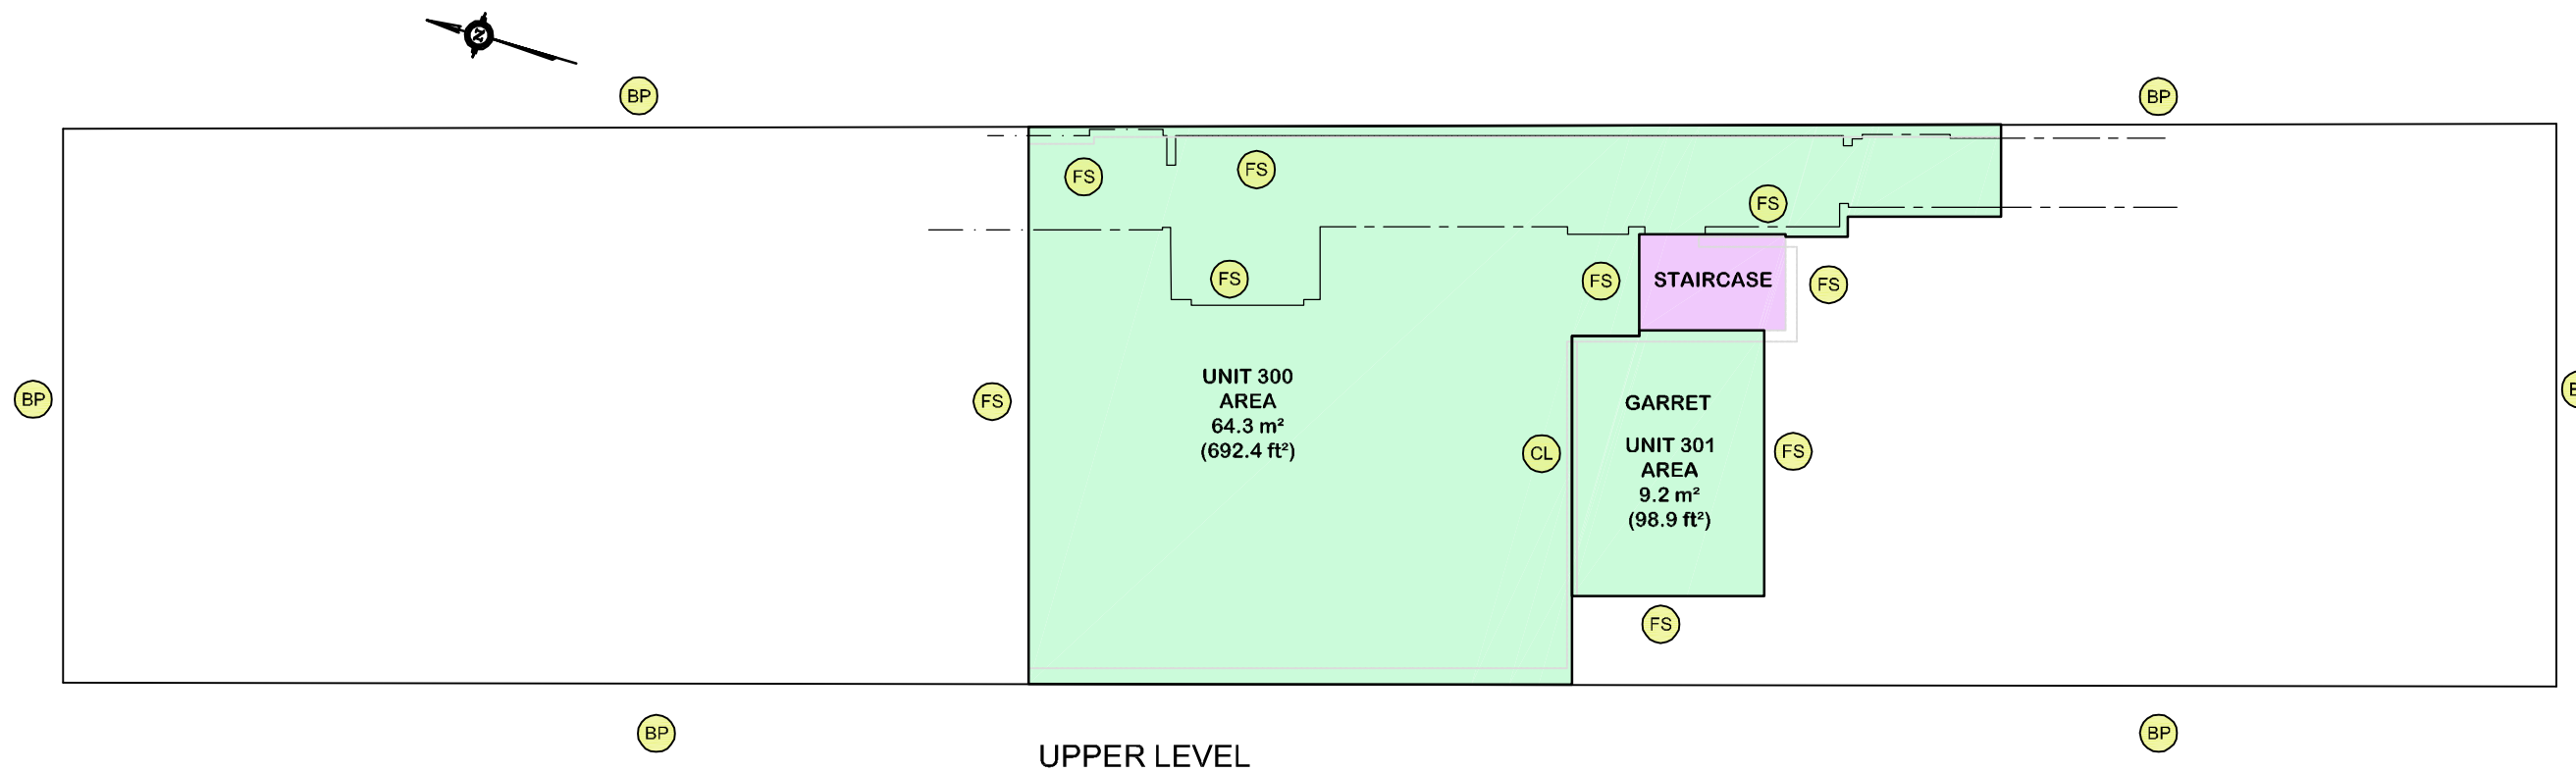 N
BP
BP
FS
FS
FS
FS
FS
STAIRCASE
FS
BP
FS
UNIT 300
AREA
64.3 m²
(692.4 ft²)
CL
GARRET
UNIT 301
AREA
9.2 m²
(98.9 ft²)
FS
FS
BP
BP
UPPER LEVEL